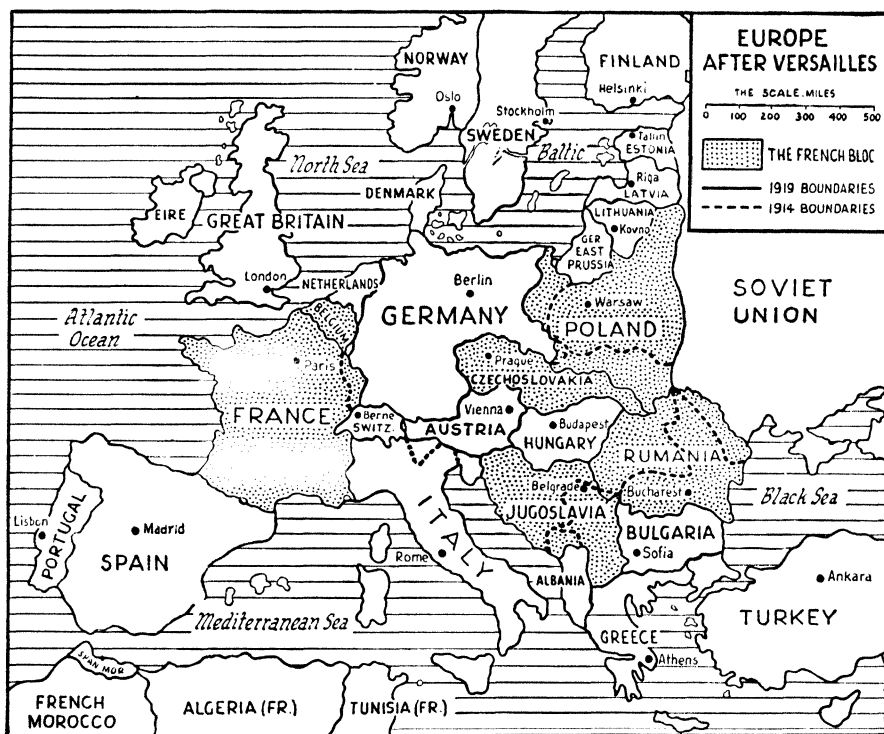 EUROPE
AFTER VERSAILLES
THE SCALE, MILES
0 100 200 300 400 500
THE FRENCH BLOC
1919 BOUNDARIES
1914 BOUNDARIES
NORWAY
Oslo
FINLAND
Helsinki
Stockholm
SWEDEN
Tallin
ESTONIA
North Sea
Baltic
Riga
LATVIA
DENMARK
LITHUANIA
Kovno
EIRE
GREAT BRITAIN
GER
EAST
PRUSSIA
London
NETHERLANDS
Berlin
GERMANY
Warsaw
POLAND
SOVIET
UNION
Atlantic
Ocean
BELGIUM
Paris
Prague
CZECHOSLOVAKIA
FRANCE
Berne
SWITZ.
Vienna
AUSTRIA
Budapest
HUNGARY
RUMANIA
Belgrade
Bucharest
JUGOSLAVIA
Black Sea
ITALY
Lisbon
PORTUGAL
Madrid
SPAIN
Rome
BULGARIA
Sofia
ALBANIA
Ankara
TURKEY
Mediterranean Sea
GREECE
Athens
SPAN MOR
FRENCH
MOROCCO
ALGERIA (FR.)
TUNISIA (FR.)